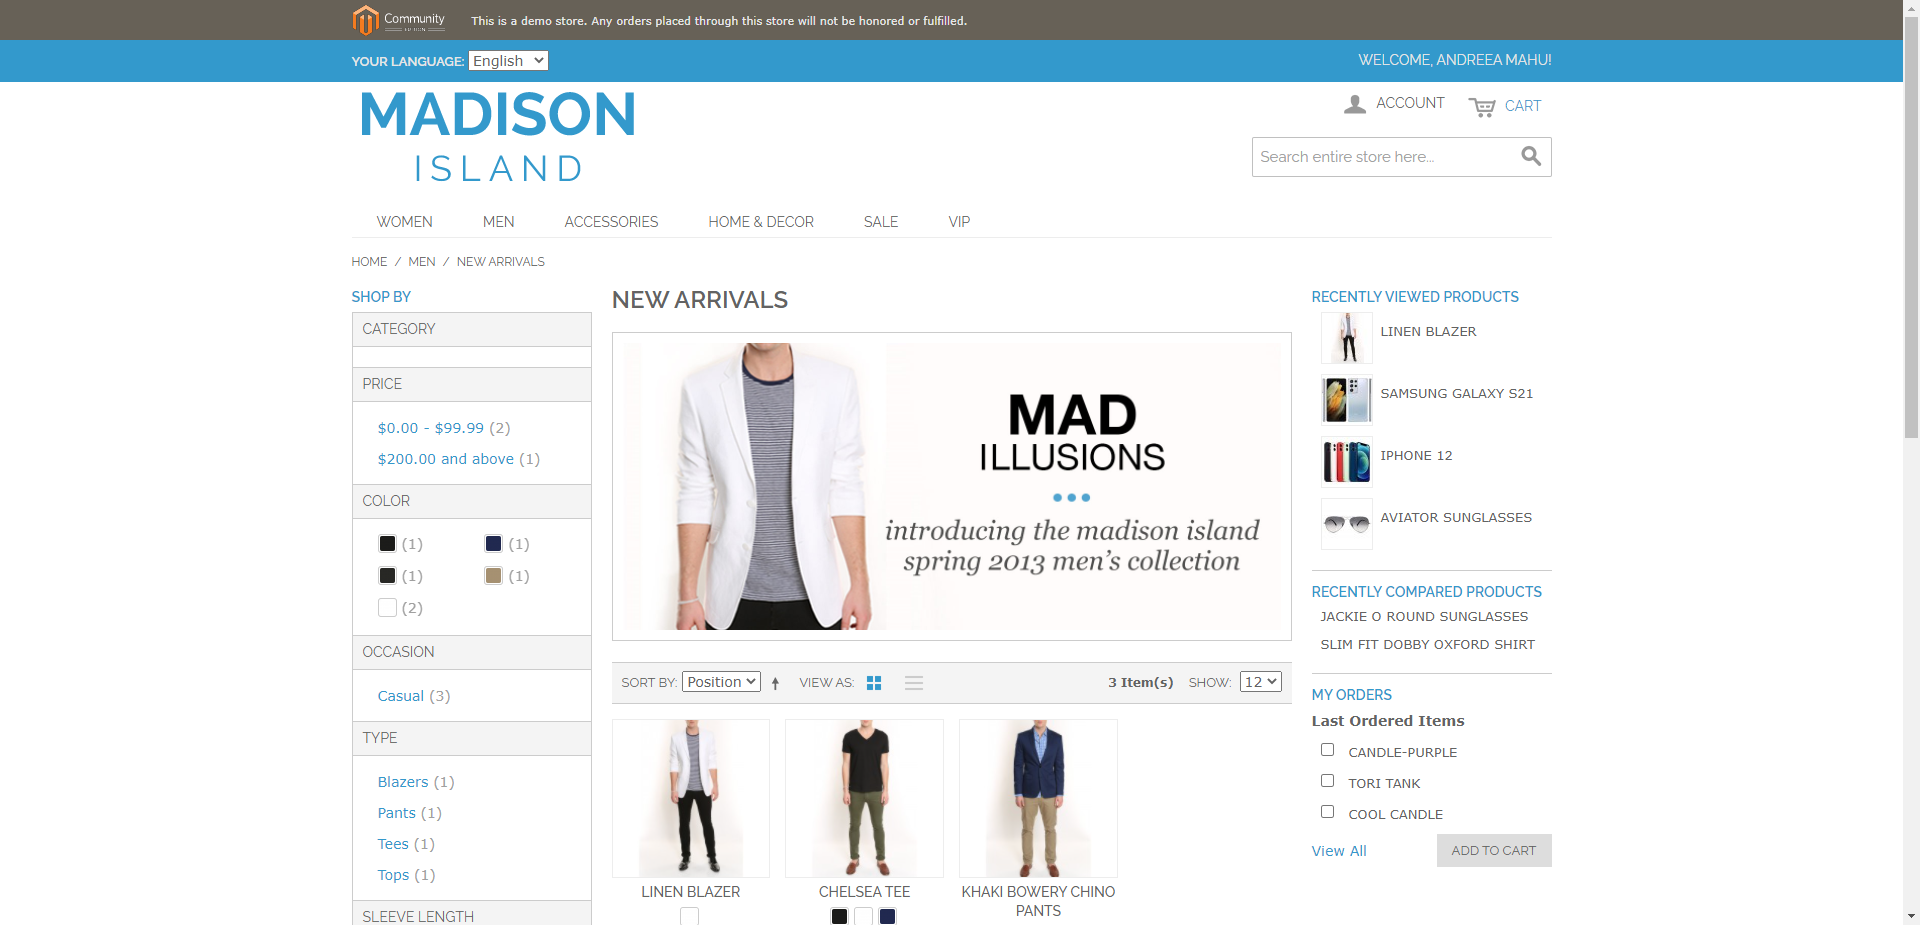 Community
EDITION
This is a demo store. Any orders placed through this store will not be honored or fulfilled.
YOUR LANGUAGE: English
WELCOME, ANDREEA MAHU!
MADISON
ISLAND
ACCOUNT
CART
Search entire store here...
WOMEN
MEN
ACCESSORIES
HOME & DECOR
SALE
VIP
HOME / MEN / NEW ARRIVALS
SHOP BY
CATEGORY
PRICE
$0.00 - $99.99 (2)
$200.00 and above (1)
COLOR
(1)
(1)
(1)
(1)
(2)
OCCASION
Casual (3)
TYPE
Blazers (1)
Pants (1)
Tees (1)
Tops (1)
SLEEVE LENGTH
NEW ARRIVALS
MAD
ILLUSIONS
introducing the madison island
spring 2013 men's collection
SORT BY: Position
VIEW AS:
3 Item(s)
SHOW: 12
LINEN BLAZER
CHELSEA TEE
KHAKI BOWERY CHINO
PANTS
RECENTLY VIEWED PRODUCTS
LINEN BLAZER
SAMSUNG GALAXY S21
IPHONE 12
AVIATOR SUNGLASSES
RECENTLY COMPARED PRODUCTS
JACKIE O ROUND SUNGLASSES
SLIM FIT DOBBY OXFORD SHIRT
MY ORDERS
Last Ordered Items
CANDLE-PURPLE
TORI TANK
COOL CANDLE
View All
ADD TO CART